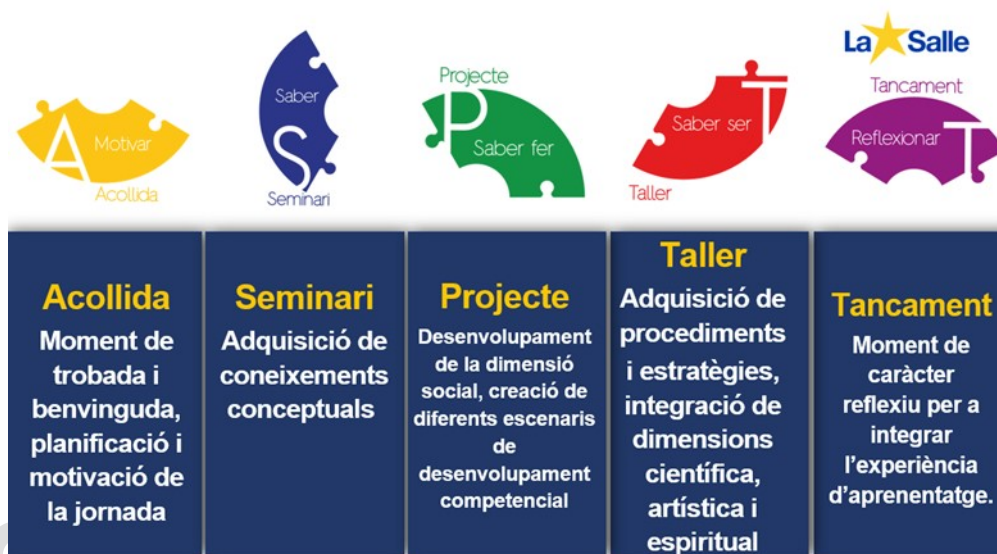 La Salle
A Motivar
Acollida
Saber
S
Seminari
Projecte
P
Saber fer
Saber ser T
Taller
Tancament
Reflexionar T
Acollida
Moment de
trobada i
benvinguda,
planificació i
motivació de
la jornada
Seminari
Adquisició de
coneixements
conceptuals
Projecte
Desenvolupament
de la dimensió
social, creació de
diferents escenaris
de
desenvolupament
competencial
Taller
Adquisició de
procediments
i estratègies,
integració de
dimensions
científica,
artística i
espiritual
Tancament
Moment de
caràcter
reflexiu per a
integrar
l’experiència
d’aprenentatge.